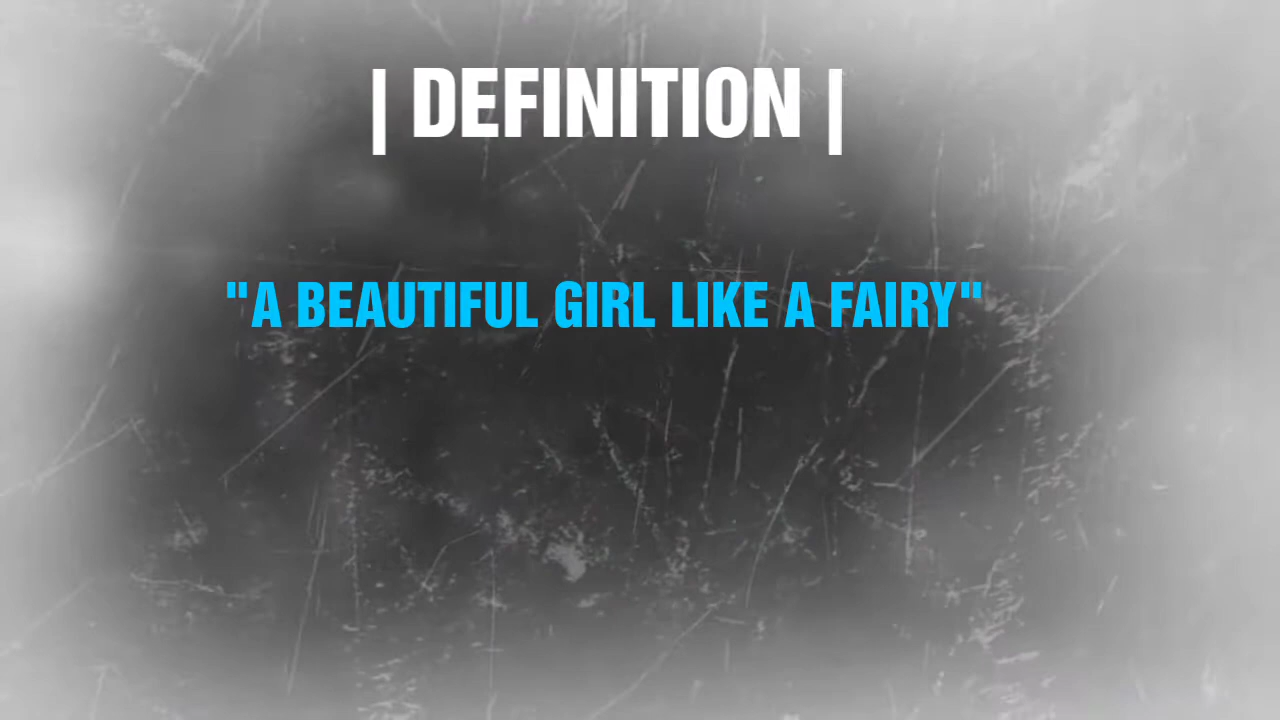 | DEFINITION |
"A BEAUTIFUL GIRL LIKE A FAIRY"